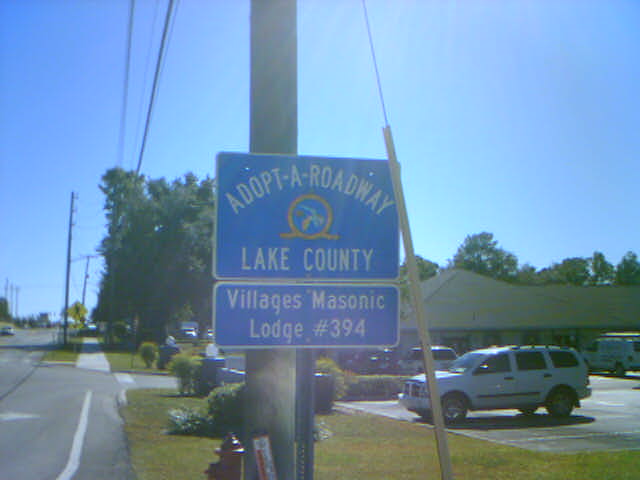 ADOPT-A-ROADWAY
LAKE COUNTY
Villages Masonic
Lodge #394